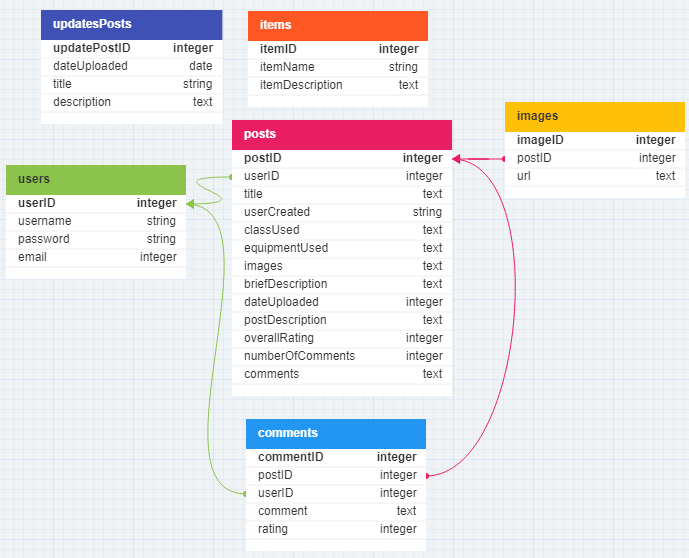 updatesPosts
updatePostID integer
dateUploaded date
title string
description text
items
itemID integer
itemName string
itemDescription text
images
imageID integer
postID integer
url text
posts
postID integer
userID integer
title text
userCreated string
classUsed text
equipmentUsed text
images text
briefDescription text
dateUploaded integer
postDescription text
overallRating integer
numberOfComments integer
comments text
users
userID integer
username string
password string
email integer
comments
commentID integer
postID integer
userID integer
comment text
rating integer